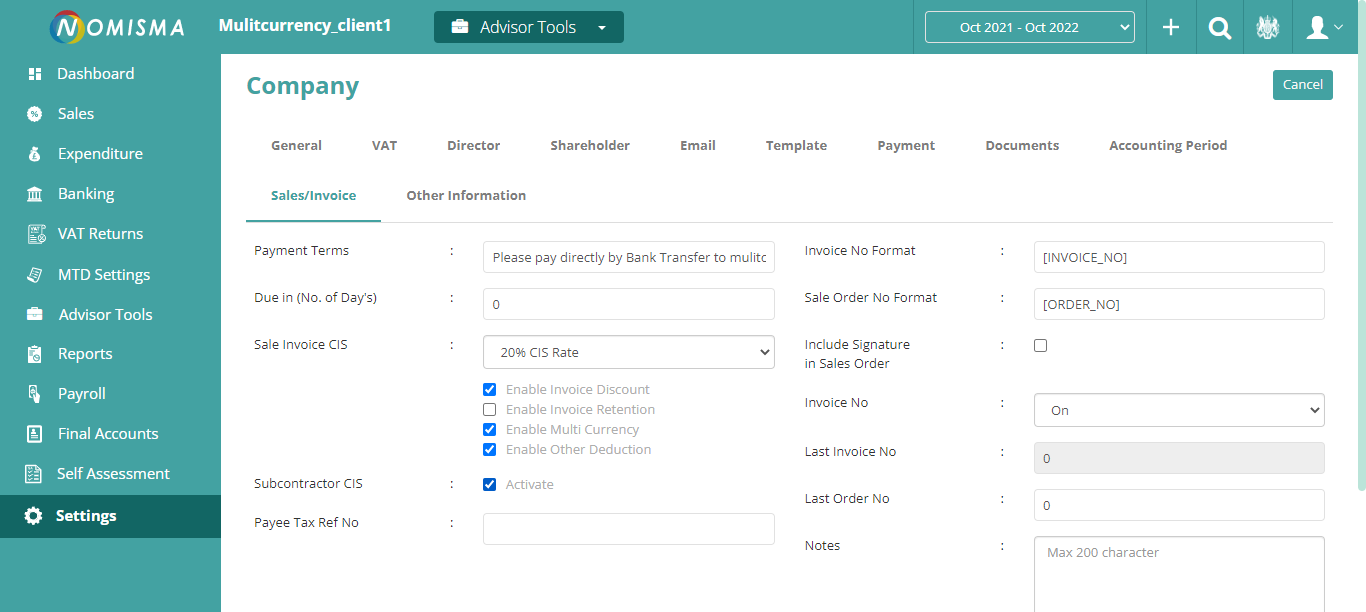 NOMISMA
Mulitcurrency_client1
Advisor Tools
Oct 2021 - Oct 2022
Dashboard
Sales
Expenditure
Banking
VAT Returns
MTD Settings
Advisor Tools
Reports
Payroll
Final Accounts
Self Assessment
Settings
Company
Cancel
General VAT Director Shareholder Email Template Payment Documents Accounting Period
Sales/Invoice Other Information
Payment Terms : Please pay directly by Bank Transfer to mulitc
Due in (No. of Day's) : 0
Sale Invoice CIS : 20% CIS Rate
Enable Invoice Discount
Enable Invoice Retention
Enable Multi Currency
Enable Other Deduction
Subcontractor CIS : Activate
Payee Tax Ref No :
Invoice No Format : [INVOICE_NO]
Sale Order No Format : [ORDER_NO]
Include Signature :
in Sales Order
Invoice No : On
Last Invoice No : 0
Last Order No : 0
Notes : Max 200 character